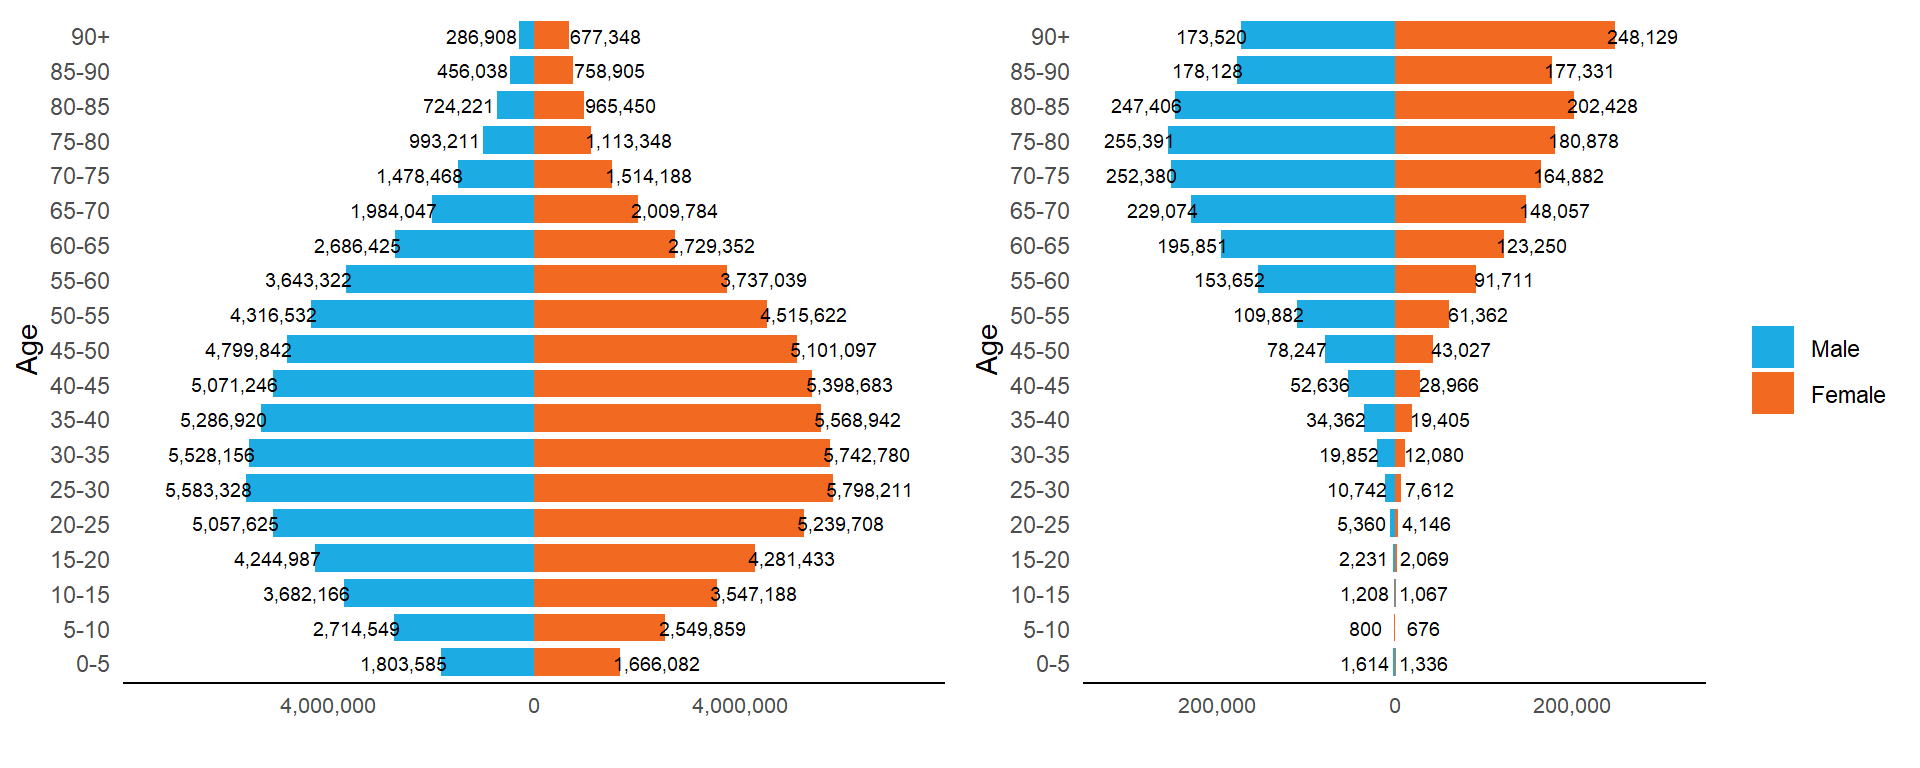 90+ 286,908 677,348
85-90 456,038 758,905
80-85 724,221 965,450
75-80 993,211 1,113,348
70-75 1,478,468 1,514,188
65-70 1,984,047 2,009,784
60-65 2,686,425 2,729,352
55-60 3,643,322 3,737,039
50-55 4,316,532 4,515,622
Age
45-50 4,799,842 5,101,097
40-45 5,071,246 5,398,683
35-40 5,286,920 5,568,942
30-35 5,528,156 5,742,780
25-30 5,583,328 5,798,211
20-25 5,057,625 5,239,708
15-20 4,244,987 4,281,433
10-15 3,682,166 3,547,188
5-10 2,714,549 2,549,859
0-5 1,803,585 1,666,082
4,000,000 0 4,000,000
90+ 173,520 248,129
85-90 178,128 177,331
80-85 247,406 202,428
75-80 255,391 180,878
70-75 252,380 164,882
65-70 229,074 148,057
60-65 195,851 123,250
55-60 153,652 91,711
50-55 109,882 61,362
Age
45-50 78,247 43,027
40-45 52,636 28,966
35-40 34,362 19,405
30-35 19,852 12,080
25-30 10,742 7,612
20-25 5,360 4,146
15-20 2,231 2,069
10-15 1,208 1,067
5-10 800 676
0-5 1,614 1,336
200,000 0 200,000
Male
Female